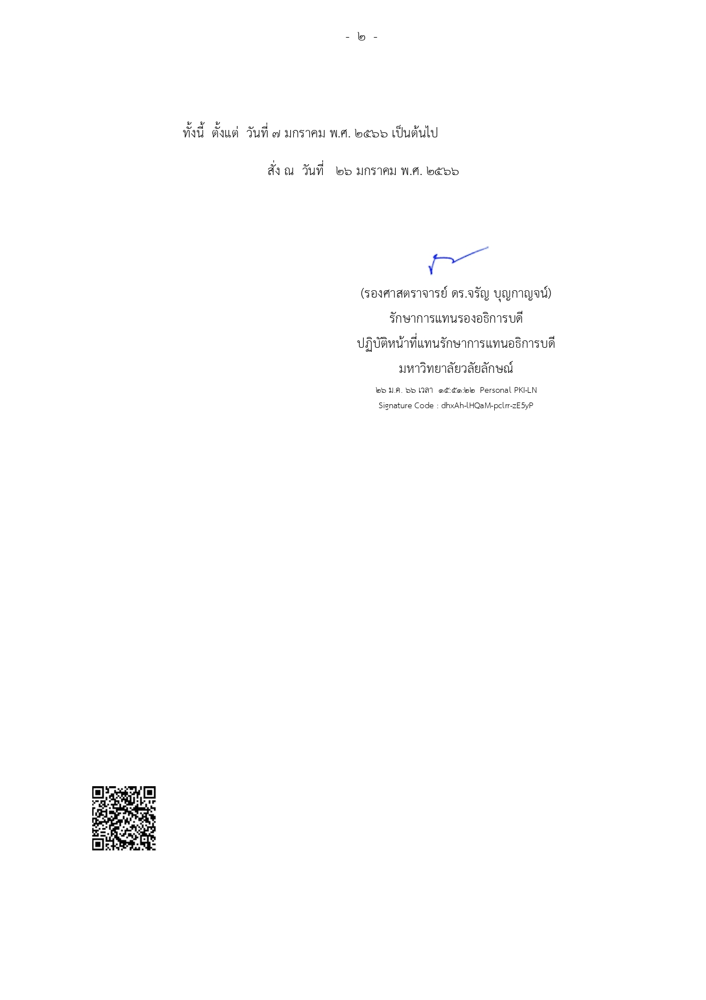 - ๒ -
ทั้งนี้ ตั้งแต่ วันที่ ๗ มกราคม พ.ศ. ๒๕๖๖ เป็นต้นไป
สั่ง ณ วันที่ ๒๖ มกราคม พ.ศ. ๒๕๖๖
(รองศาสตราจารย์ ดร.จรัญ บุญกาญจน์)
รักษาการแทนรองอธิการบดี
ปฏิบัติหน้าที่แทนรักษาการแทนอธิการบดี
มหาวิทยาลัยวลัยลักษณ์
๒๖ ม.ค. ๖๖ เวลา ๑๕:๕๑:๒๒ Personal PKI-LN
Signature Code : dhxAh-lHQaM-pclrr-zE5yP